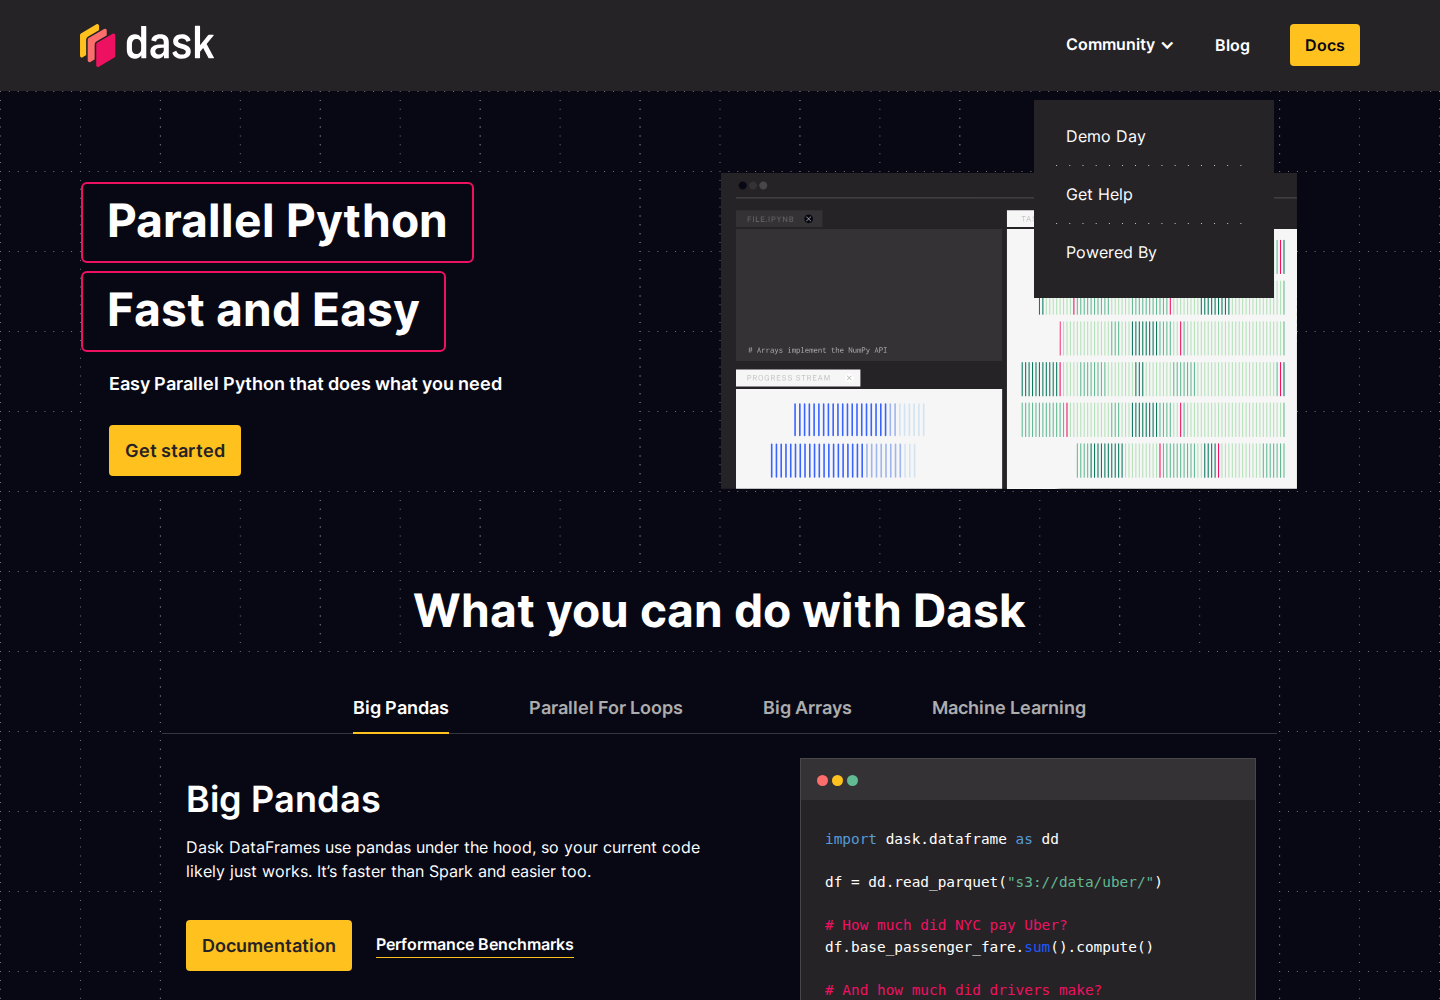 dask
Community
Blog
Docs
Demo Day
Get Help
Powered By
Parallel Python
Fast and Easy
Easy Parallel Python that does what you need
Get started
FILE.IPYNB
# Arrays implement the NumPy API
PROGRESS STREAM
What you can do with Dask
Big Pandas
Parallel For Loops
Big Arrays
Machine Learning
Big Pandas
Dask DataFrames use pandas under the hood, so your current code
likely just works. It’s faster than Spark and easier too.
Documentation
Performance Benchmarks
import dask.dataframe as dd
df = dd.read_parquet("s3://data/uber/")
# How much did NYC pay Uber?
df.base_passenger_fare.sum().compute()
# And how much did drivers make?